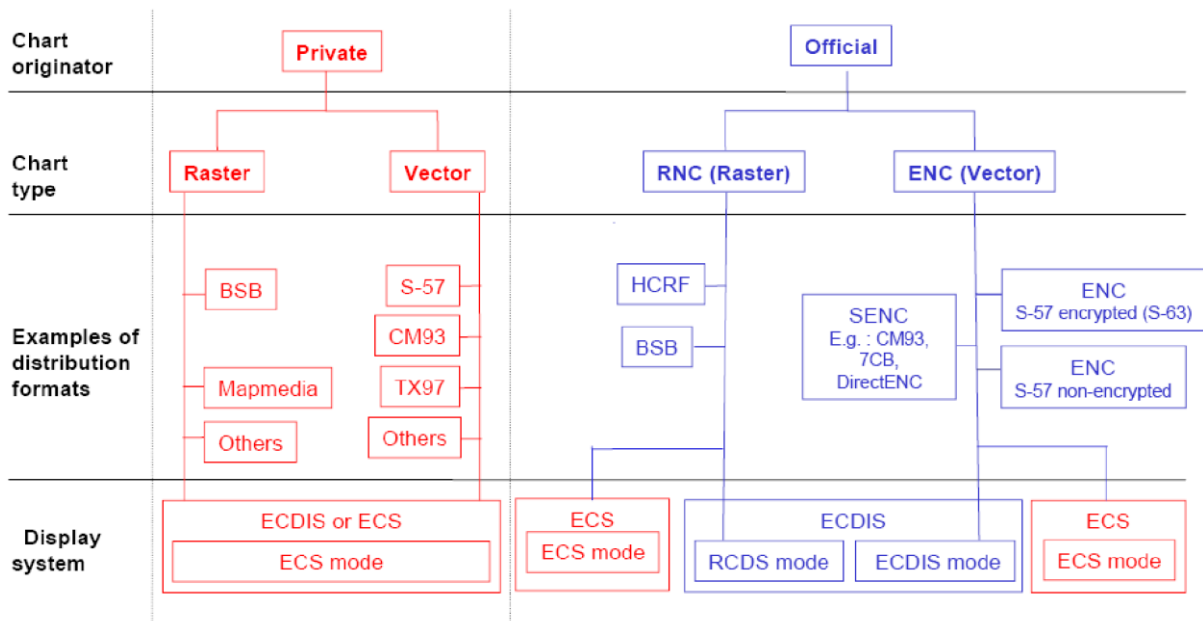 Chart
originator
Private
Official
Chart
type
Raster
Vector
RNC (Raster)
ENC (Vector)
Examples of
distribution
formats
BSB
Mapmedia
Others
S-57
CM93
TX97
Others
HCRF
BSB
SENC
E.g. : CM93,
7CB,
DirectENC
ENC
S-57 encrypted (S-63)
ENC
S-57 non-encrypted
Display
system
ECDIS or ECS
ECS mode
ECS
ECS mode
ECDIS
RCDS mode
ECDIS mode
ECS
ECS mode